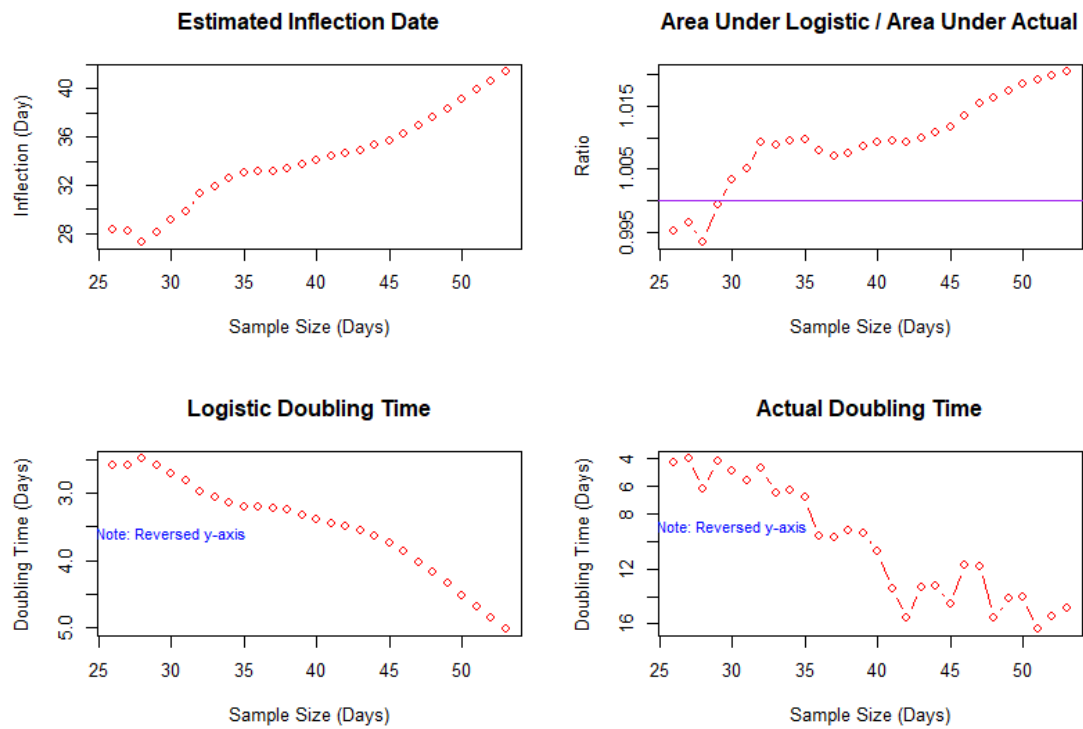 Estimated Inflection Date
Inflection (Day)
28
32
36
40
25 30 35 40 45 50
Sample Size (Days)
Area Under Logistic / Area Under Actual
Ratio
0.995
1.005
1.015
25 30 35 40 45 50
Sample Size (Days)
Logistic Doubling Time
Doubling Time (Days)
3.0
4.0
5.0
Note: Reversed y-axis
25 30 35 40 45 50
Sample Size (Days)
Actual Doubling Time
Doubling Time (Days)
4
6
8
12
16
Note: Reversed y-axis
25 30 35 40 45 50
Sample Size (Days)